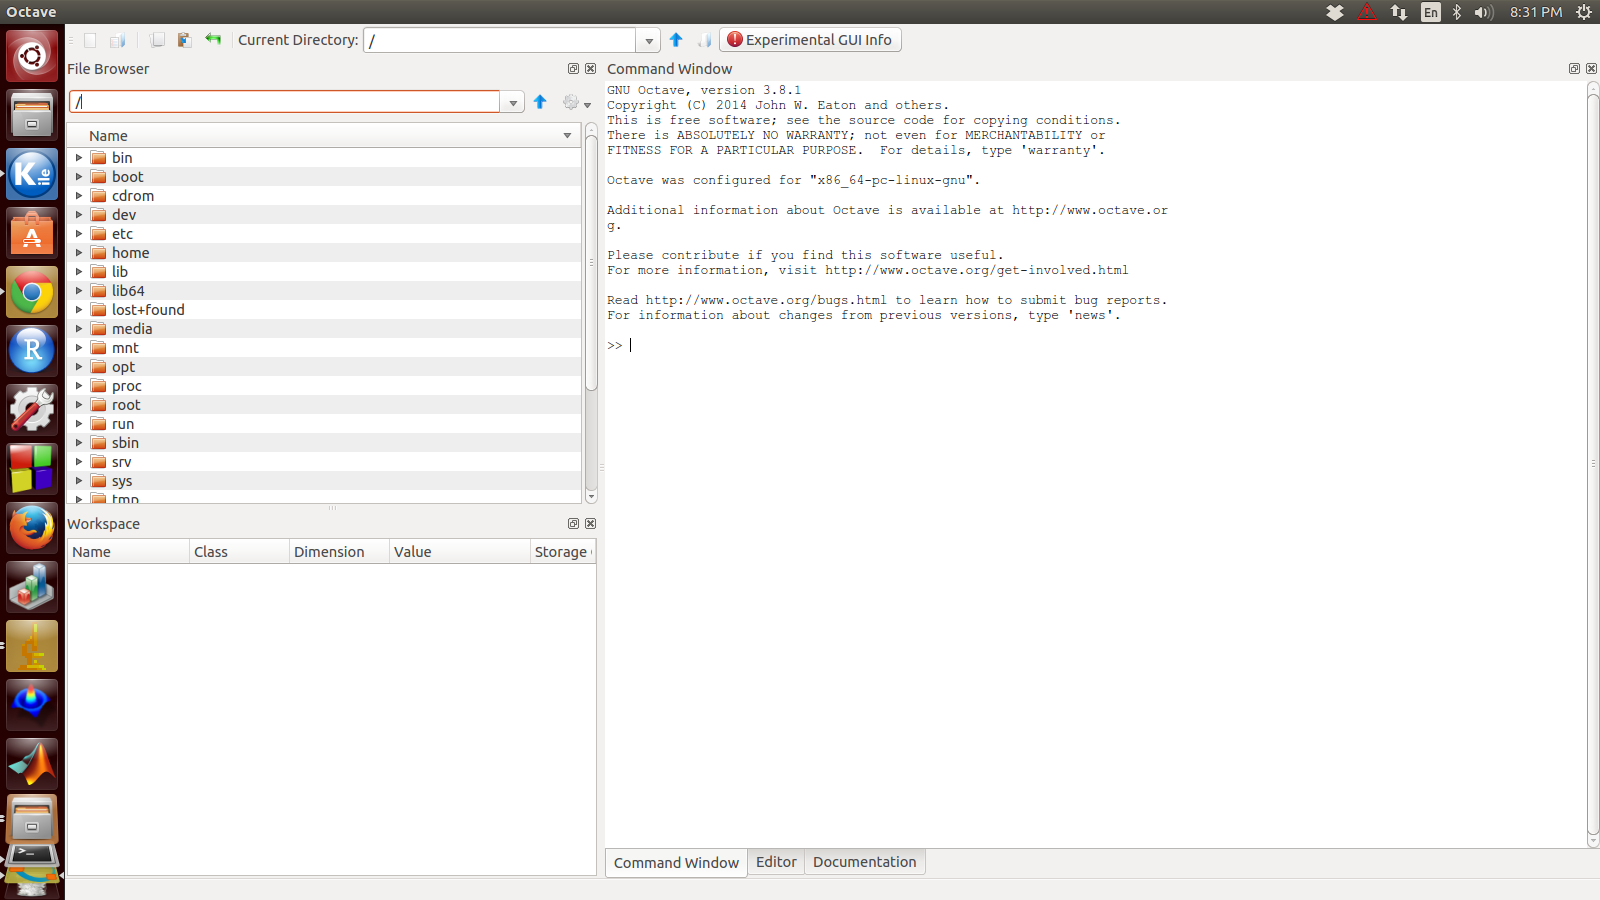 Octave
En
8:31 PM
Current Directory:
/
Experimental GUI Info
File Browser
/
Name
bin
boot
cdrom
dev
etc
home
lib
lib64
lost+found
media
mnt
opt
proc
root
run
sbin
srv
sys
tmp
Workspace
Name Class Dimension Value Storage
Command Window
GNU Octave, version 3.8.1
Copyright (C) 2014 John W. Eaton and others.
This is free software; see the source code for copying conditions.
There is ABSOLUTELY NO WARRANTY; not even for MERCHANTABILITY or
FITNESS FOR A PARTICULAR PURPOSE.  For details, type 'warranty'.
Octave was configured for "x86_64-pc-linux-gnu".
Additional information about Octave is available at http://www.octave.or
g.
Please contribute if you find this software useful.
For more information, visit http://www.octave.org/get-involved.html
Read http://www.octave.org/bugs.html to learn how to submit bug reports.
For information about changes from previous versions, type 'news'.
>>
Command Window Editor Documentation
Kile
A
R
>_